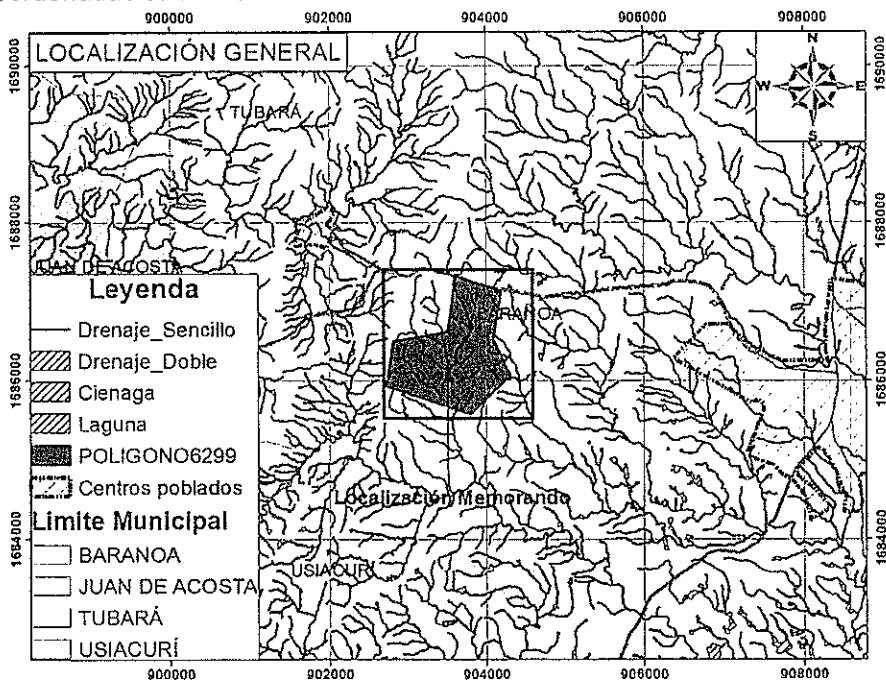 900000 902000 904000 906000 908000
LOCALIZACIÓN GENERAL
N
W E
S
1690000 1690000
TUBARÁ
1688000 1688000
JUAN DE ACOSTA
BARANOA
1686000 1686000
Leyenda
Drenaje_Sencillo
Drenaje_Doble
Cienaga
Laguna
POLIGONO6299
Centros poblados
Localización Memorando
Limite Municipal
1684000 1684000
USIACURÍ
BARANOA
JUAN DE ACOSTA
TUBARÁ
USIACURÍ
900000 902000 904000 906000 908000